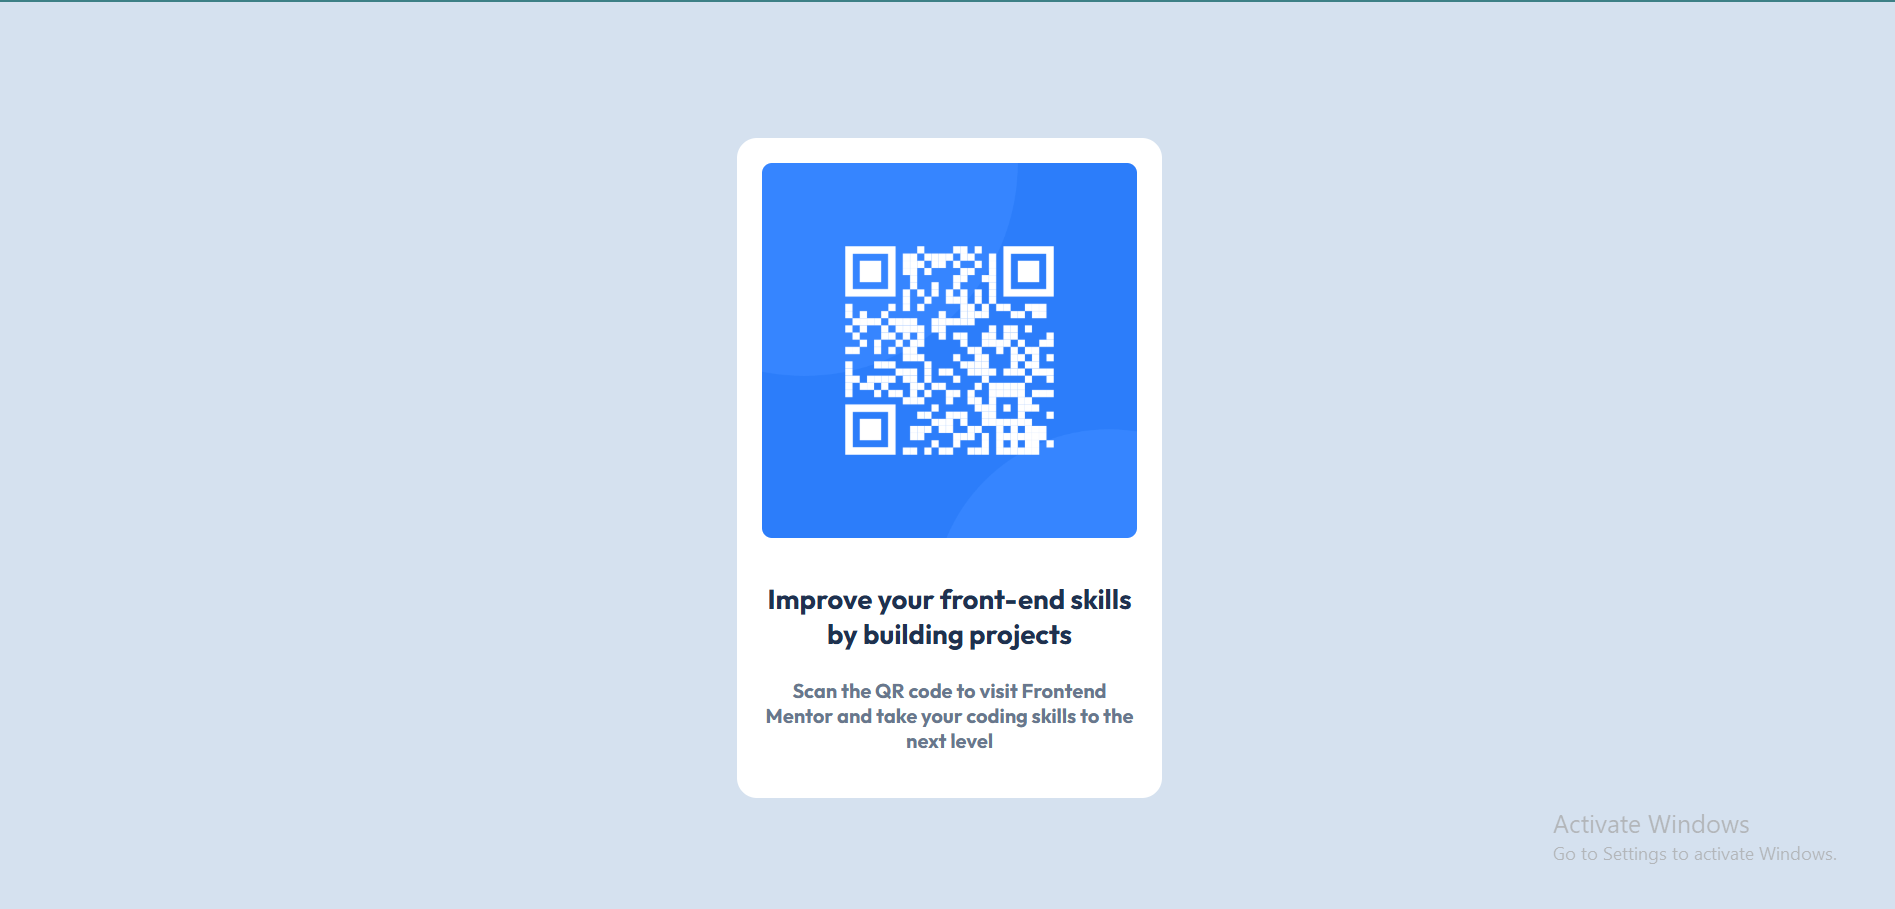 Improve your front-end skills
by building projects
Scan the QR code to visit Frontend
Mentor and take your coding skills to the
next level
Activate Windows
Go to Settings to activate Windows.